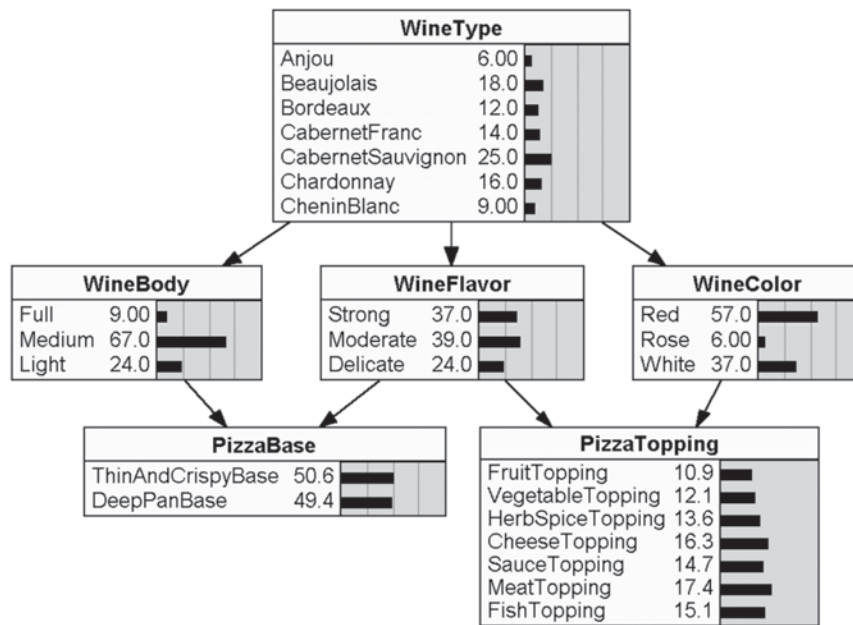 WineType
Anjou 6.00
Beaujolais 18.0
Bordeaux 12.0
CabernetFranc 14.0
CabernetSauvignon 25.0
Chardonnay 16.0
CheninBlanc 9.00
WineBody
Full 9.00
Medium 67.0
Light 24.0
WineFlavor
Strong 37.0
Moderate 39.0
Delicate 24.0
WineColor
Red 57.0
Rose 6.00
White 37.0
PizzaBase
ThinAndCrispyBase 50.6
DeepPanBase 49.4
PizzaTopping
FruitTopping 10.9
VegetableTopping 12.1
HerbSpiceTopping 13.6
CheeseTopping 16.3
SauceTopping 14.7
MeatTopping 17.4
FishTopping 15.1